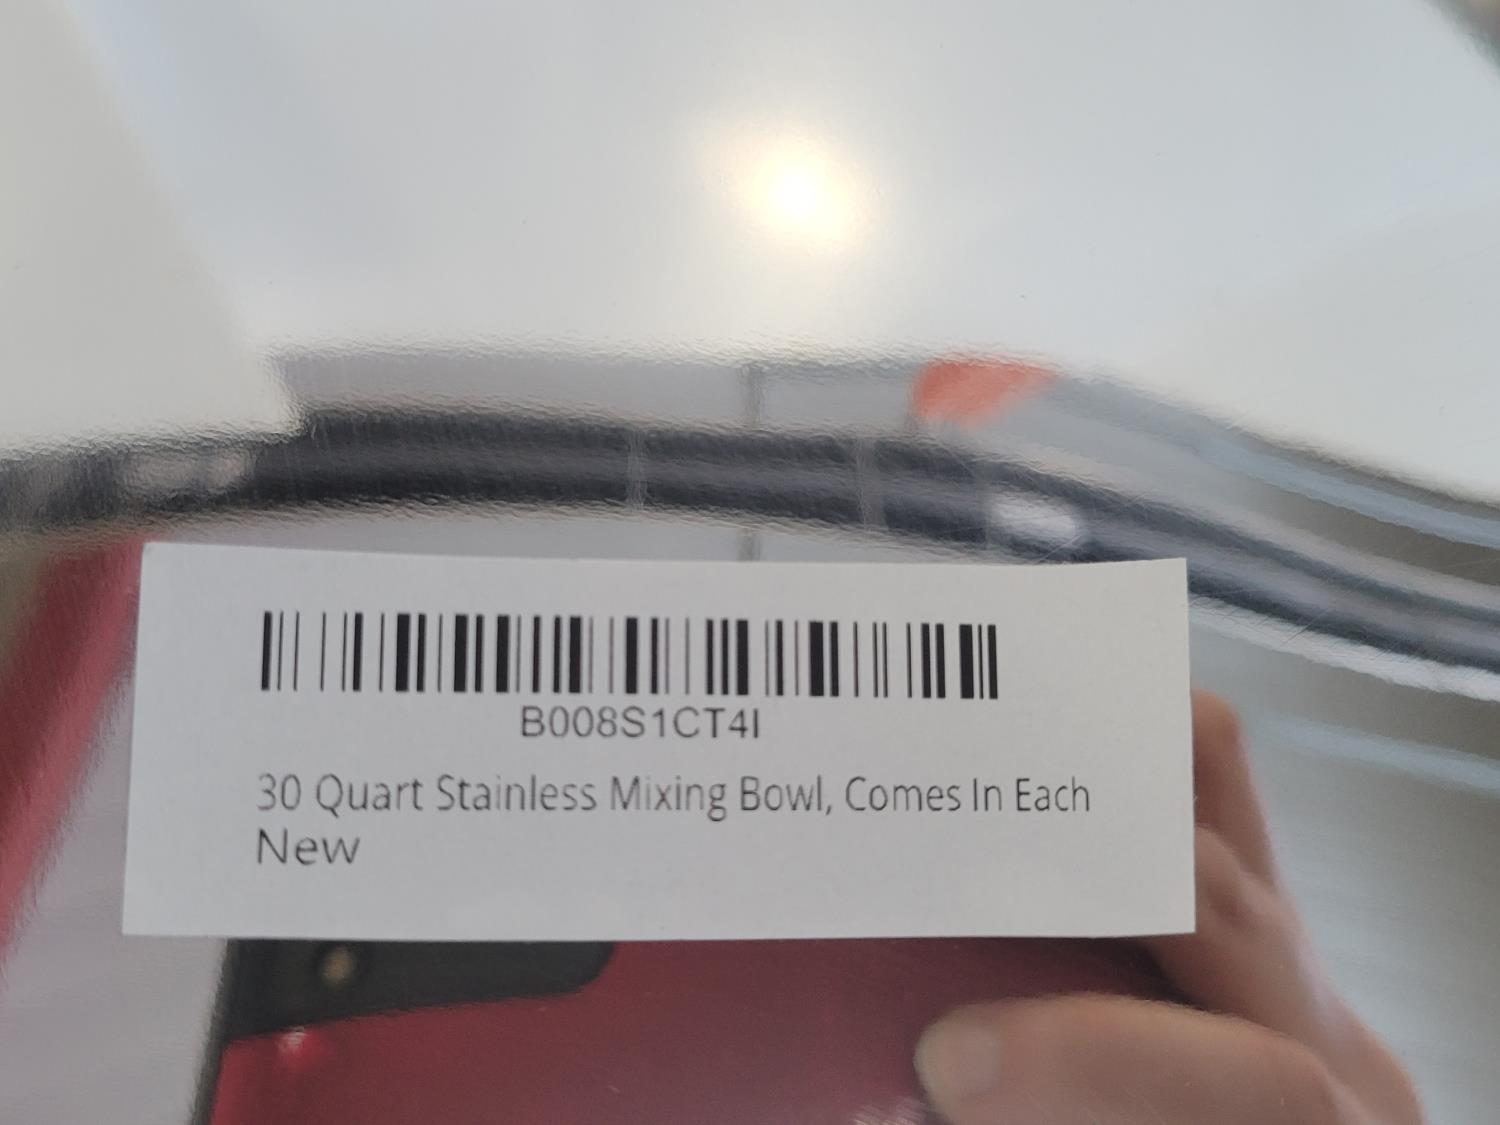 B008S1CT4I
30 Quart Stainless Mixing Bowl, Comes In Each
New